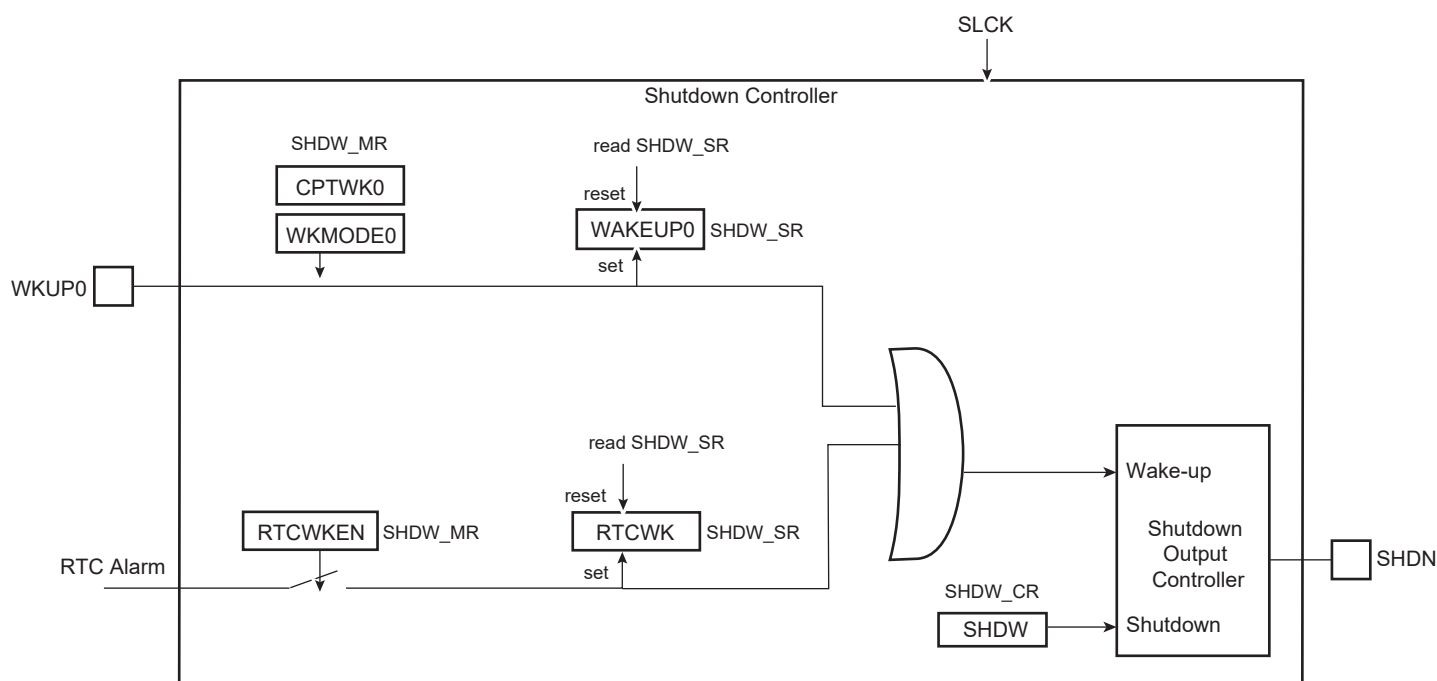 SLCK
Shutdown Controller
SHDW_MR
CPTWK0
WKMODE0
read SHDW_SR
reset
WAKEUP0
SHDW_SR
set
WKUP0
read SHDW_SR
reset
RTCWKEN
SHDW_MR
RTCWK
SHDW_SR
set
RTC Alarm
Wake-up
Shutdown
Output
Controller
SHDN
SHDW_CR
SHDW
Shutdown